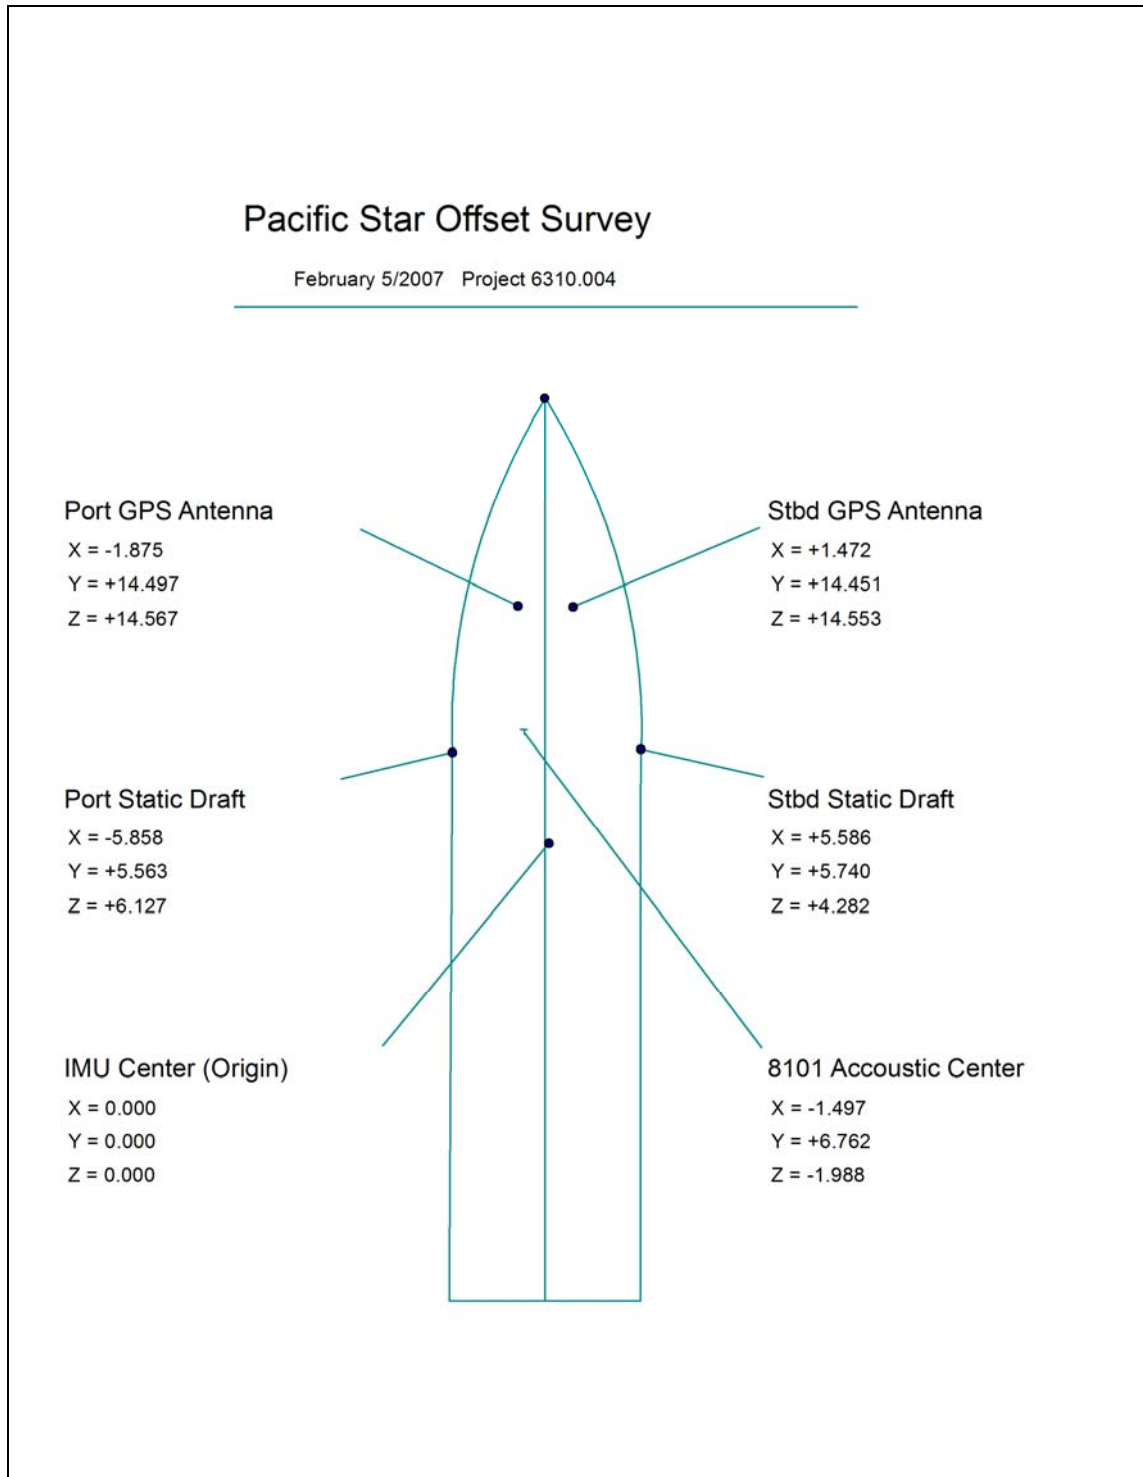 Pacific Star Offset Survey
February 5/2007 Project 6310.004
Port GPS Antenna
X = -1.875
Y = +14.497
Z = +14.567
Stbd GPS Antenna
X = +1.472
Y = +14.451
Z = +14.553
Port Static Draft
X = -5.858
Y = +5.563
Z = +6.127
Stbd Static Draft
X = +5.586
Y = +5.740
Z = +4.282
IMU Center (Origin)
X = 0.000
Y = 0.000
Z = 0.000
8101 Accoustic Center
X = -1.497
Y = +6.762
Z = -1.988